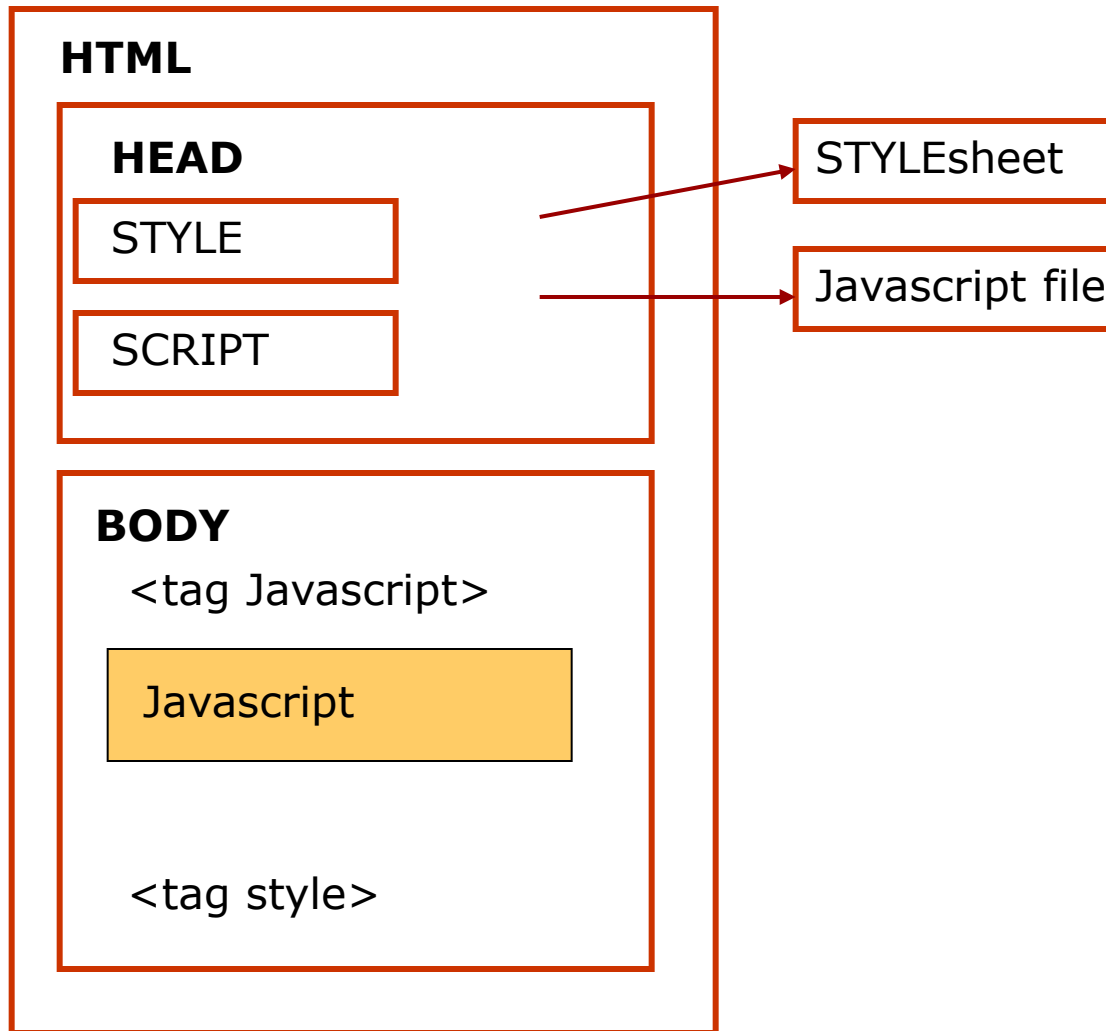 HTML
HEAD
STYLEsheet
STYLE
Javascript file
SCRIPT
BODY
<tag Javascript>
Javascript
<tag style>